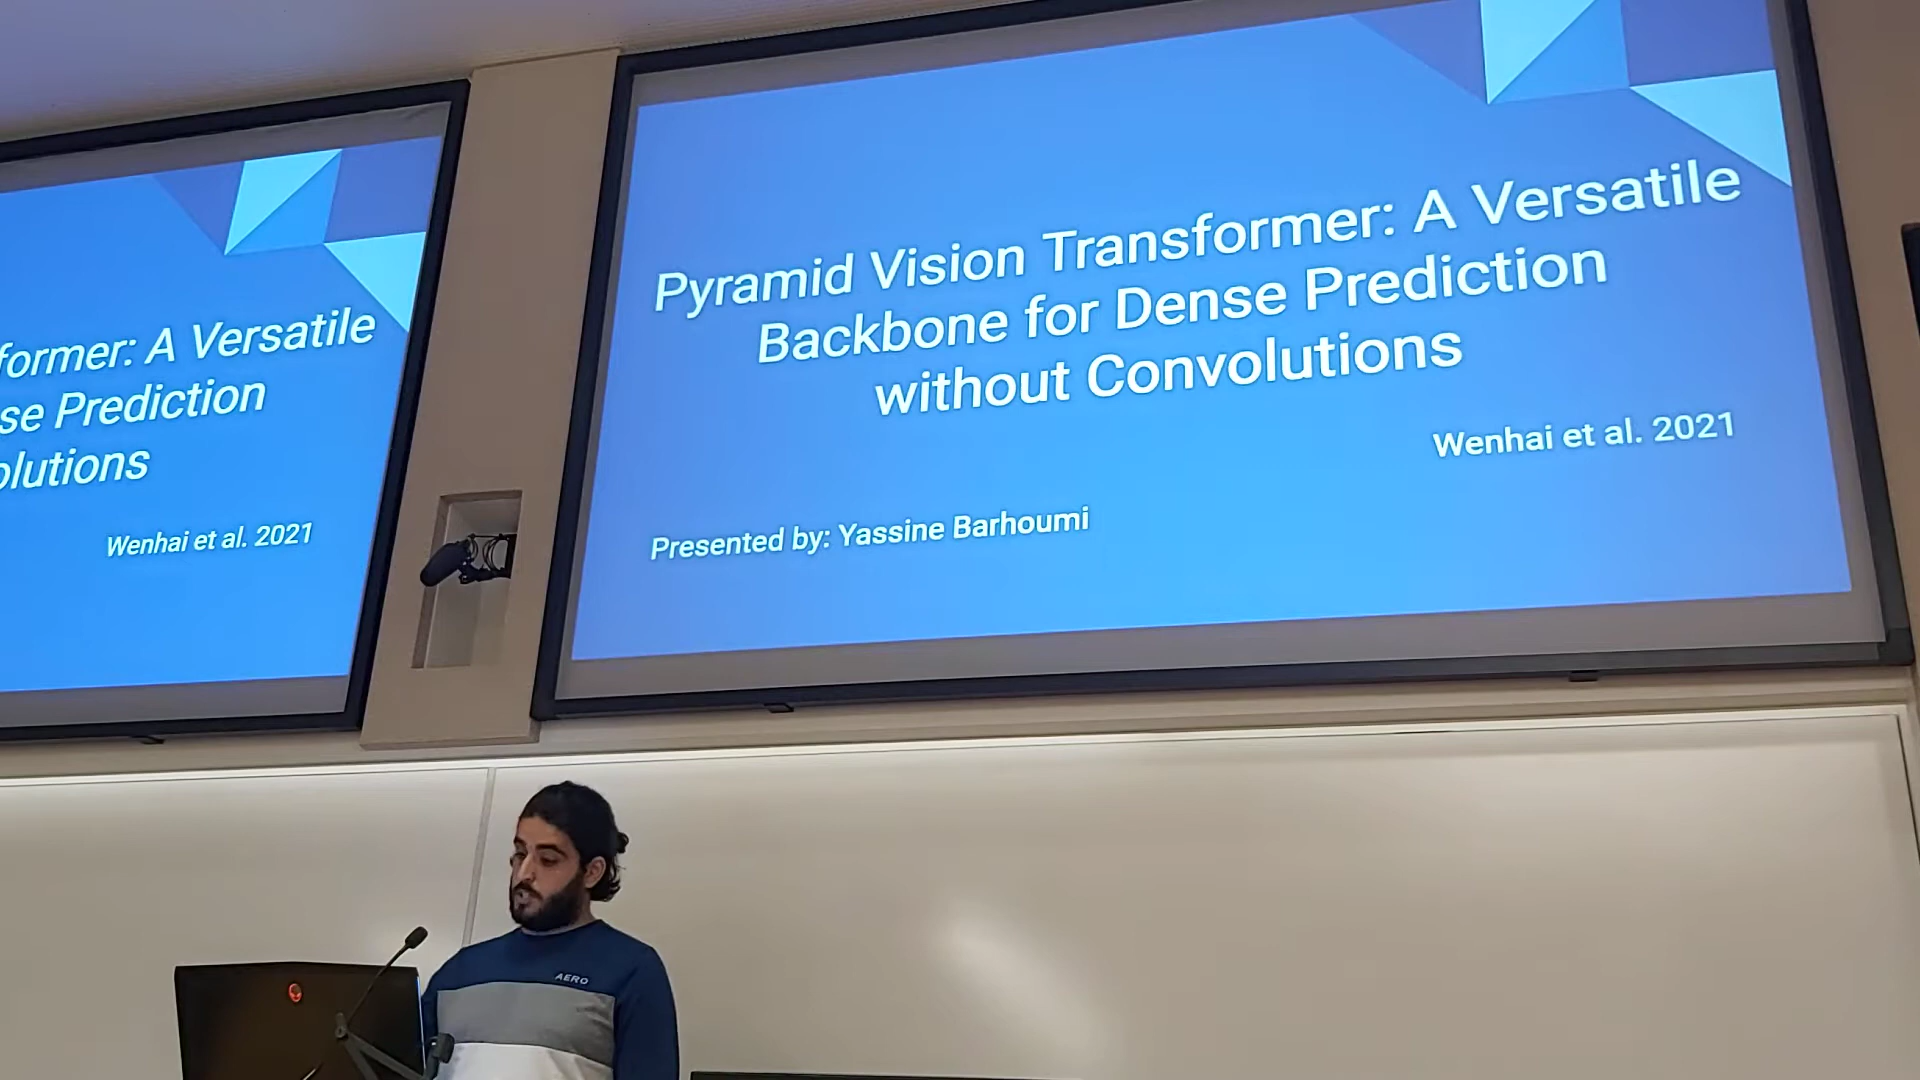 former: A Versatile
se Prediction
olutions
Wenhai et al. 2021
Pyramid Vision Transformer: A Versatile
Backbone for Dense Prediction
without Convolutions
Wenhai et al. 2021
Presented by: Yassine Barhoumi
AERO